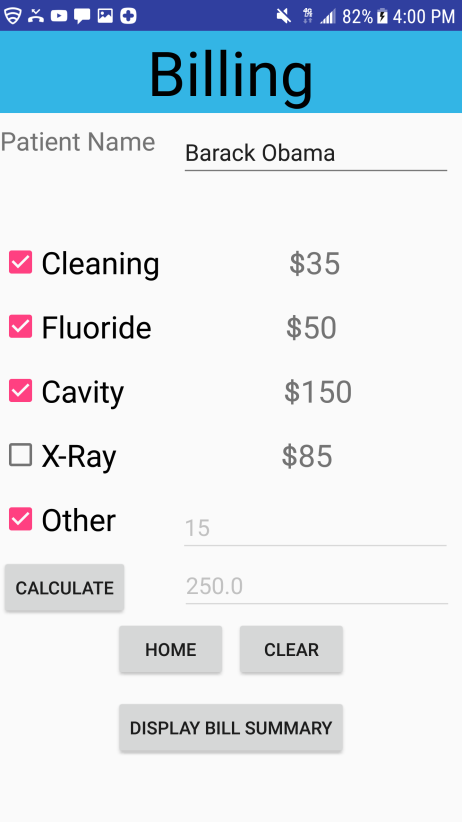 82% 4:00 PM
Billing
Patient Name Barack Obama
Cleaning $35
Fluoride $50
Cavity $150
X-Ray $85
Other 15
CALCULATE 250.0
HOME CLEAR
DISPLAY BILL SUMMARY